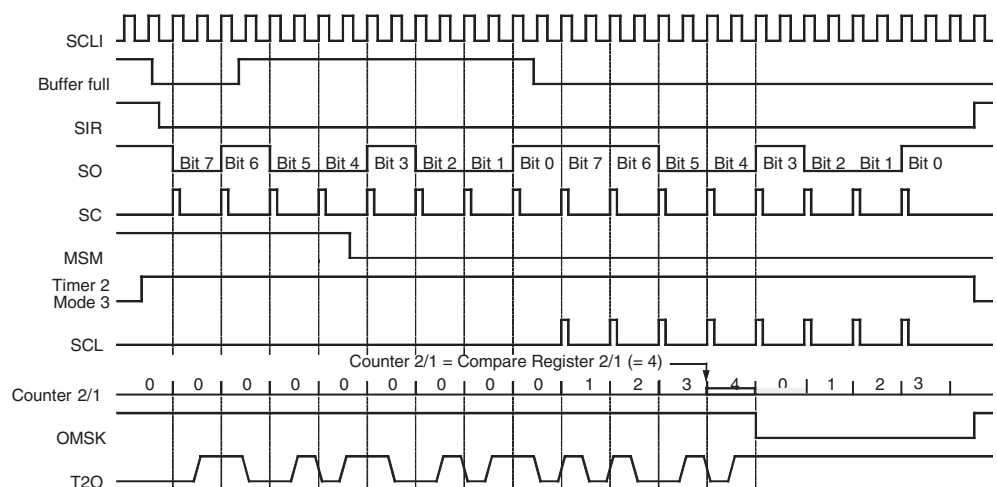 SCLI
Buffer full
SIR
SO
Bit 7 Bit 6 Bit 5 Bit 4 Bit 3 Bit 2 Bit 1 Bit 0 Bit 7 Bit 6 Bit 5 Bit 4 Bit 3 Bit 2 Bit 1 Bit 0
SC
MSM
Timer 2
Mode 3
SCL
Counter 2/1 = Compare Register 2/1 (= 4)
Counter 2/1
0 0 0 0 0 0 0 0 0 1 2 3 4 0 1 2 3
OMSK
T2O